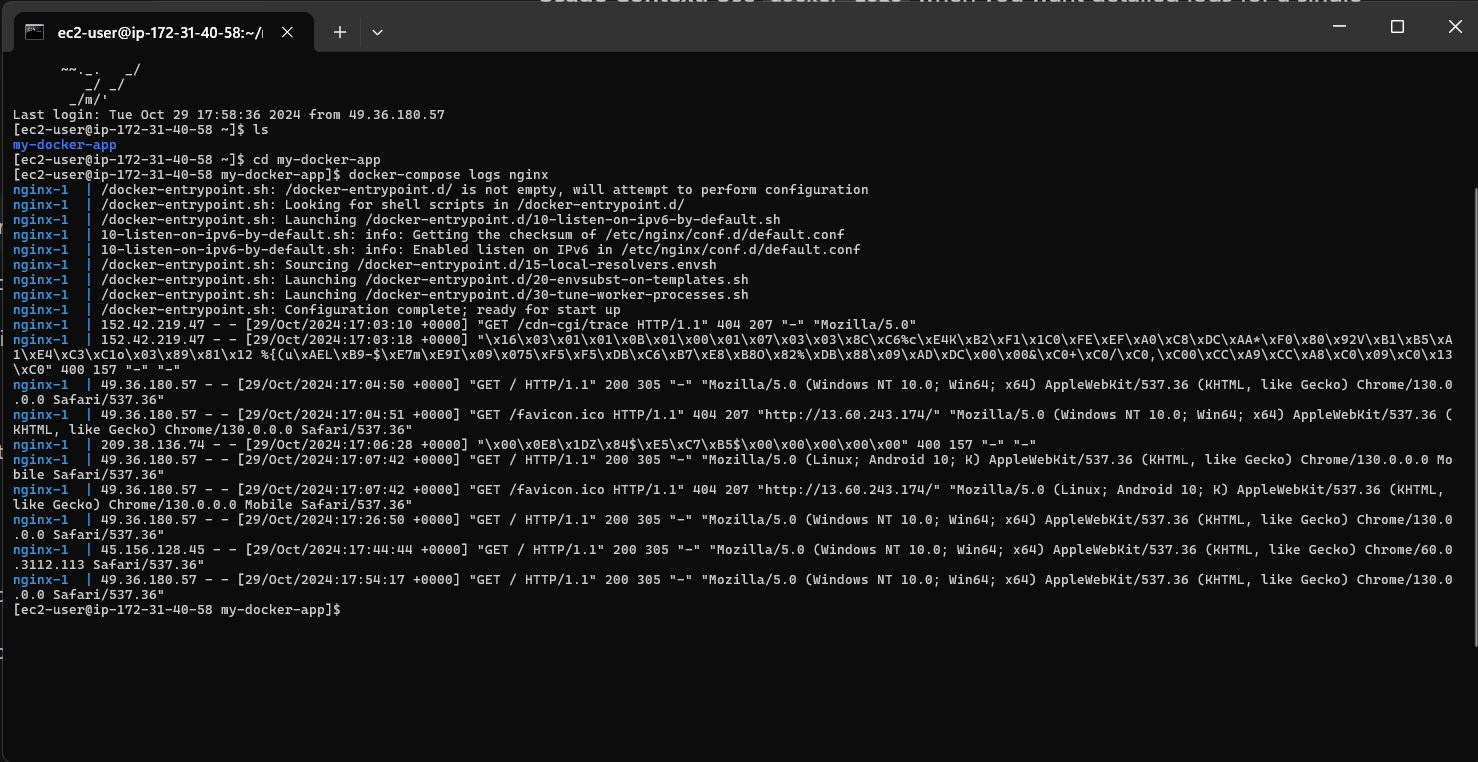 ec2-user@ip-172-31-40-58:~/
~~._.   _/
_/ _/
_/m/'
Last login: Tue Oct 29 17:58:36 2024 from 49.36.180.57
[ec2-user@ip-172-31-40-58 ~]$ ls
my-docker-app
[ec2-user@ip-172-31-40-58 ~]$ cd my-docker-app
[ec2-user@ip-172-31-40-58 my-docker-app]$ docker-compose logs nginx
nginx-1  | /docker-entrypoint.sh: /docker-entrypoint.d/ is not empty, will attempt to perform configuration
nginx-1  | /docker-entrypoint.sh: Looking for shell scripts in /docker-entrypoint.d/
nginx-1  | /docker-entrypoint.sh: Launching /docker-entrypoint.d/10-listen-on-ipv6-by-default.sh
nginx-1  | 10-listen-on-ipv6-by-default.sh: info: Getting the checksum of /etc/nginx/conf.d/default.conf
nginx-1  | 10-listen-on-ipv6-by-default.sh: info: Enabled listen on IPv6 in /etc/nginx/conf.d/default.conf
nginx-1  | /docker-entrypoint.sh: Sourcing /docker-entrypoint.d/15-local-resolvers.envsh
nginx-1  | /docker-entrypoint.sh: Launching /docker-entrypoint.d/20-envsubst-on-templates.sh
nginx-1  | /docker-entrypoint.sh: Launching /docker-entrypoint.d/30-tune-worker-processes.sh
nginx-1  | /docker-entrypoint.sh: Configuration complete; ready for start up
nginx-1  | 152.42.219.47 - - [29/Oct/2024:17:03:10 +0000] "GET /cdn-cgi/trace HTTP/1.1" 404 207 "-" "Mozilla/5.0"
nginx-1  | 152.42.219.47 - - [29/Oct/2024:17:03:18 +0000] "\x16\x03\x01\x01\x0B\x01\x00\x01\x07\x03\x03\x8C\xC6%c\xE4K\xB2\xF1\x1C0\xFE\xEF\xA0\xC8\xDC\xAA*\xF0\x80\x92V\xB1\xB5\xA
1\xE4\xC3\xC1o\x03\x89\x81\x12 %{(u\xAEL\xB9-$\xE7m\xE9I\x09\x075\xF5\xF5\xDB\xC6\xB7\xE8\xB8O\x82%\xDB\x88\x09\xAD\xDC\x00\x00&\xC0+\xC0/\xC0,\xC00\xCC\xA9\xCC\xA8\xC0\x09\xC0\x13
\xC0" 400 157 "-" "-"
nginx-1  | 49.36.180.57 - - [29/Oct/2024:17:04:50 +0000] "GET / HTTP/1.1" 200 305 "-" "Mozilla/5.0 (Windows NT 10.0; Win64; x64) AppleWebKit/537.36 (KHTML, like Gecko) Chrome/130.0
.0.0 Safari/537.36"
nginx-1  | 49.36.180.57 - - [29/Oct/2024:17:04:51 +0000] "GET /favicon.ico HTTP/1.1" 404 207 "http://13.60.243.174/" "Mozilla/5.0 (Windows NT 10.0; Win64; x64) AppleWebKit/537.36 (
KHTML, like Gecko) Chrome/130.0.0.0 Safari/537.36"
nginx-1  | 209.38.136.74 - - [29/Oct/2024:17:06:28 +0000] "\x00\x0E8\x1DZ\x84$\xE5\xC7\xB5$\x00\x00\x00\x00\x00" 400 157 "-" "-"
nginx-1  | 49.36.180.57 - - [29/Oct/2024:17:07:42 +0000] "GET / HTTP/1.1" 200 305 "-" "Mozilla/5.0 (Linux; Android 10; K) AppleWebKit/537.36 (KHTML, like Gecko) Chrome/130.0.0.0 Mo
bile Safari/537.36"
nginx-1  | 49.36.180.57 - - [29/Oct/2024:17:07:42 +0000] "GET /favicon.ico HTTP/1.1" 404 207 "http://13.60.243.174/" "Mozilla/5.0 (Linux; Android 10; K) AppleWebKit/537.36 (KHTML,
like Gecko) Chrome/130.0.0.0 Mobile Safari/537.36"
nginx-1  | 49.36.180.57 - - [29/Oct/2024:17:26:50 +0000] "GET / HTTP/1.1" 200 305 "-" "Mozilla/5.0 (Windows NT 10.0; Win64; x64) AppleWebKit/537.36 (KHTML, like Gecko) Chrome/130.0
.0.0 Safari/537.36"
nginx-1  | 45.156.128.45 - - [29/Oct/2024:17:44:44 +0000] "GET / HTTP/1.1" 200 305 "-" "Mozilla/5.0 (Windows NT 10.0; Win64; x64) AppleWebKit/537.36 (KHTML, like Gecko) Chrome/60.0
.3112.113 Safari/537.36"
nginx-1  | 49.36.180.57 - - [29/Oct/2024:17:54:17 +0000] "GET / HTTP/1.1" 200 305 "-" "Mozilla/5.0 (Windows NT 10.0; Win64; x64) AppleWebKit/537.36 (KHTML, like Gecko) Chrome/130.0
.0.0 Safari/537.36"
[ec2-user@ip-172-31-40-58 my-docker-app]$